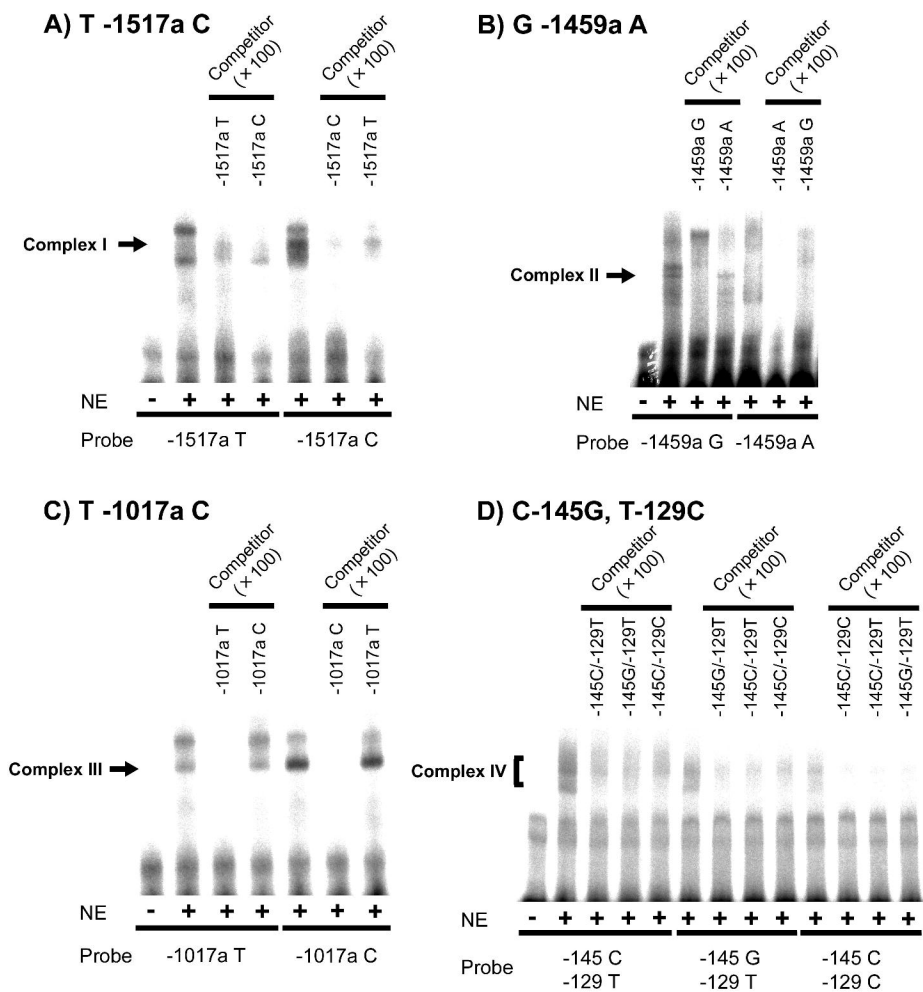 A) T -1517a C
Competitor
(×100)
Competitor
(×100)
-1517a T
-1517a C
-1517a C
-1517a T
Complex I
NE - + + + + + +
Probe -1517a T -1517a C
B) G -1459a A
Competitor
(×100)
Competitor
(×100)
-1459a G
-1459a A
-1459a A
-1459a G
Complex II
NE - + + + + + +
Probe -1459a G -1459a A
C) T -1017a C
Competitor
(×100)
Competitor
(×100)
-1017a T
-1017a C
-1017a C
-1017a T
Complex III
NE - + + + + + +
Probe -1017a T -1017a C
D) C-145G, T-129C
Competitor
(×100)
Competitor
(×100)
Competitor
(×100)
-145C/-129T
-145G/-129T
-145C/-129C
-145G/-129T
-145C/-129T
-145C/-129C
-145C/-129C
-145C/-129T
-145G/-129T
Complex IV
NE - + + + + + + + + + + + +
Probe
-145 C -145 G -145 C
-129 T -129 T -129 C